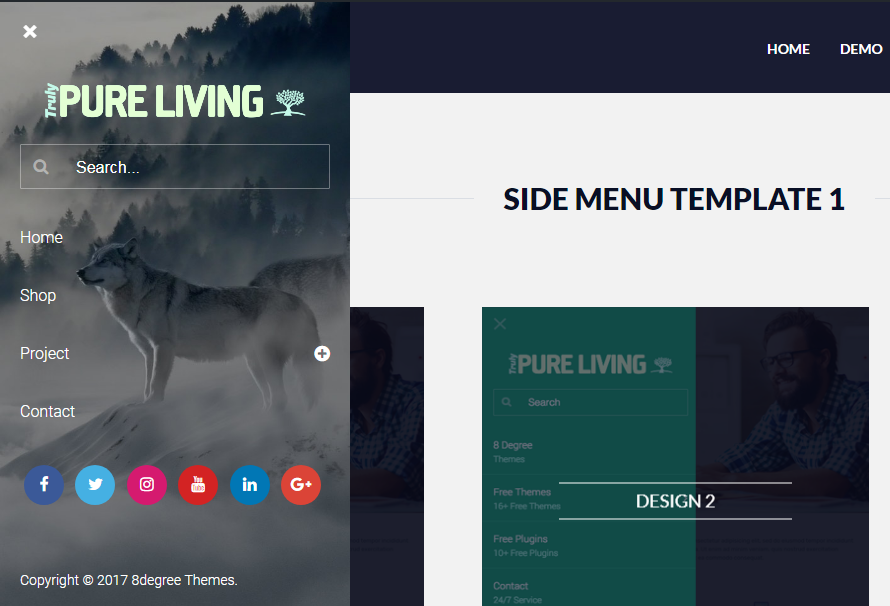 Truly PURE LIVING
Search...
Home
Shop
Project
Contact
Copyright © 2017 8degree Themes.
HOME DEMO
SIDE MENU TEMPLATE 1
Truly PURE LIVING
Search
8 Degree
Themes
Free Themes
16+ Free Themes
DESIGN 2
Free Plugins
10+ Free Plugins
Contact
24/7 Service